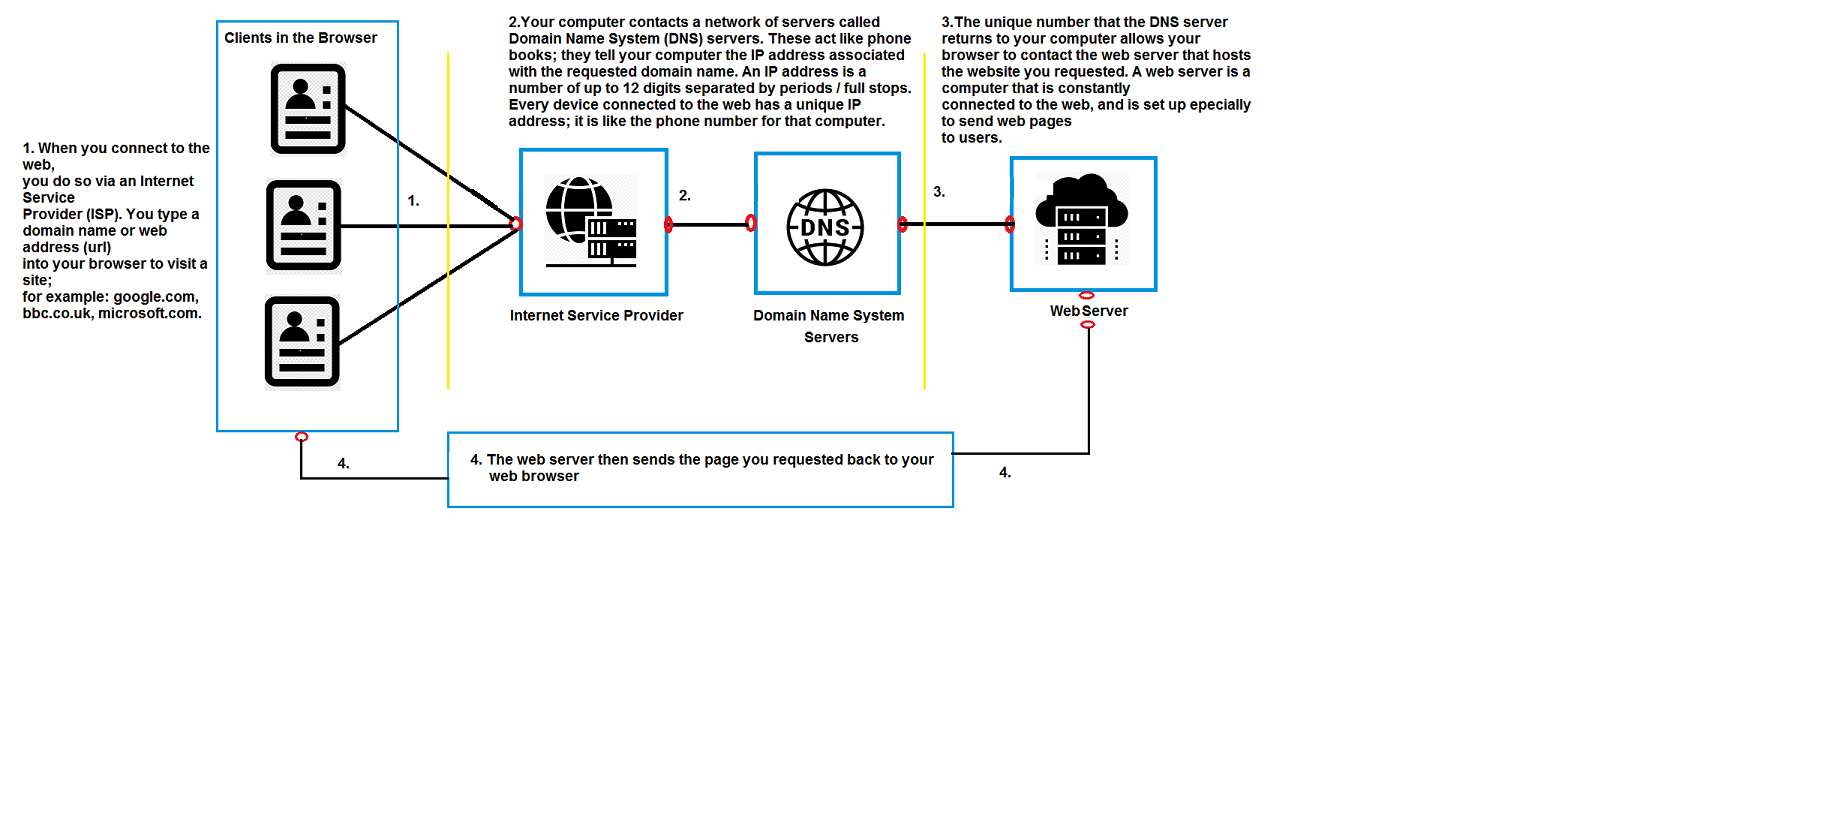 Clients in the Browser
1. When you connect to the
web,
you do so via an Internet
Service
Provider (ISP). You type a
domain name or web
address (url)
into your browser to visit a
site;
for example: google.com,
bbc.co.uk, microsoft.com.
1.
2.Your computer contacts a network of servers called
Domain Name System (DNS) servers. These act like phone
books; they tell your computer the IP address associated
with the requested domain name. An IP address is a
number of up to 12 digits separated by periods / full stops.
Every device connected to the web has a unique IP
address; it is like the phone number for that computer.
2.
Internet Service Provider
DNS
Domain Name System
Servers
3.The unique number that the DNS server
returns to your computer allows your
browser to contact the web server that hosts
the website you requested. A web server is a
computer that is constantly
connected to the web, and is set up epecially
to send web pages
to users.
3.
Web Server
4.
4. The web server then sends the page you requested back to your
web browser
4.